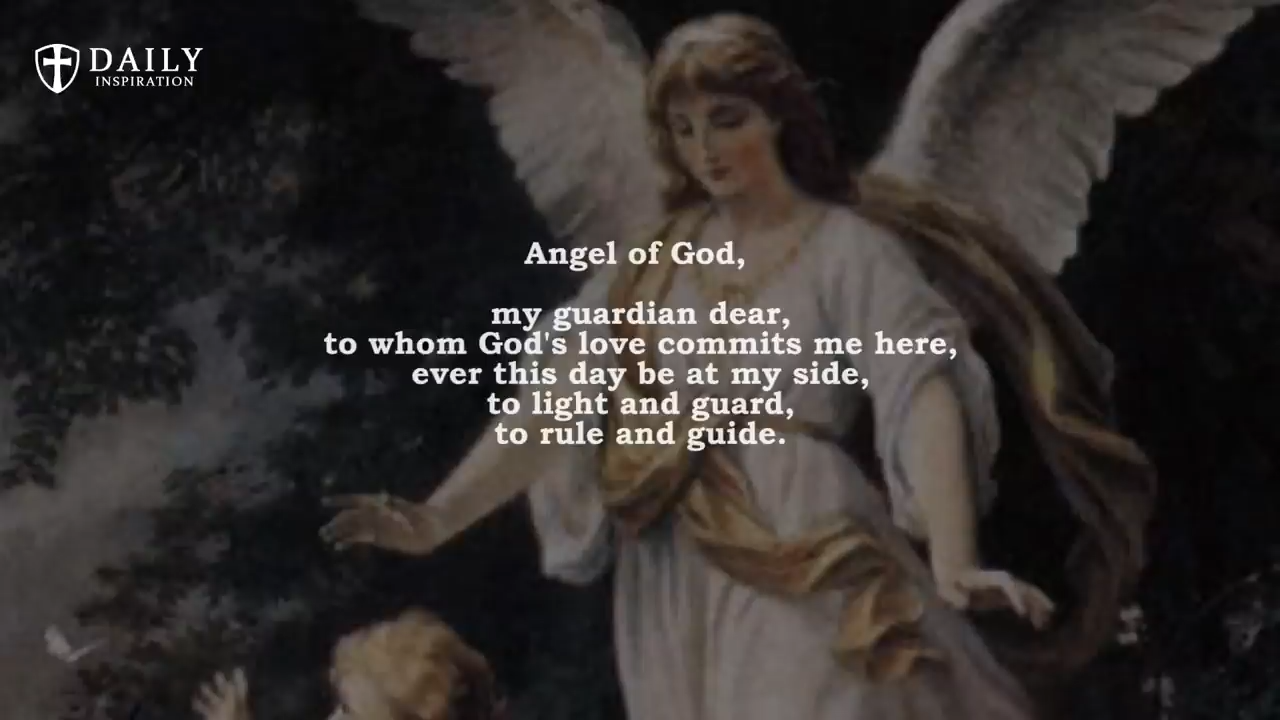 DAILY
INSPIRATION
Angel of God,
my guardian dear,
to whom God's love commits me here,
ever this day be at my side,
to light and guard,
to rule and guide.